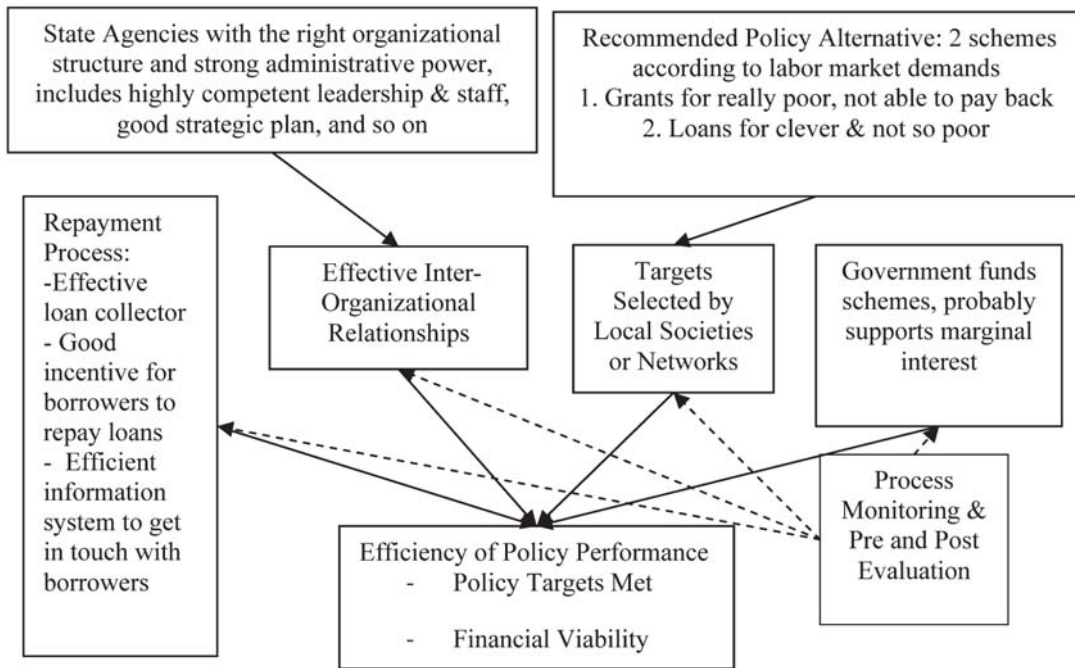 State Agencies with the right organizational
structure and strong administrative power,
includes highly competent leadership & staff,
good strategic plan, and so on
Recommended Policy Alternative: 2 schemes
according to labor market demands
1. Grants for really poor, not able to pay back
2. Loans for clever & not so poor
Repayment
Process:
-Effective
loan collector
- Good
incentive for
borrowers to
repay loans
- Efficient
information
system to get
in touch with
borrowers
Effective Inter-
Organizational
Relationships
Targets
Selected by
Local Societies
or Networks
Government funds
schemes, probably
supports marginal
interest
Process
Monitoring &
Pre and Post
Evaluation
Efficiency of Policy Performance
- Policy Targets Met
- Financial Viability